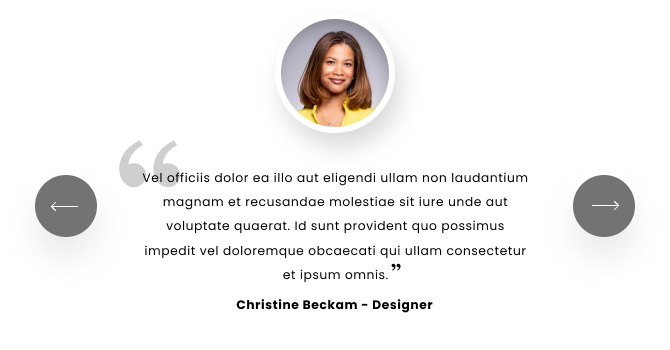 “
Vel officiis dolor ea illo aut eligendi ullam non laudantium
magnam et recusandae molestiae sit iure unde aut
voluptate quaerat. Id sunt provident quo possimus
impedit vel doloremque obcaecati qui ullam consectetur
et ipsum omnis.”
Christine Beckam - Designer